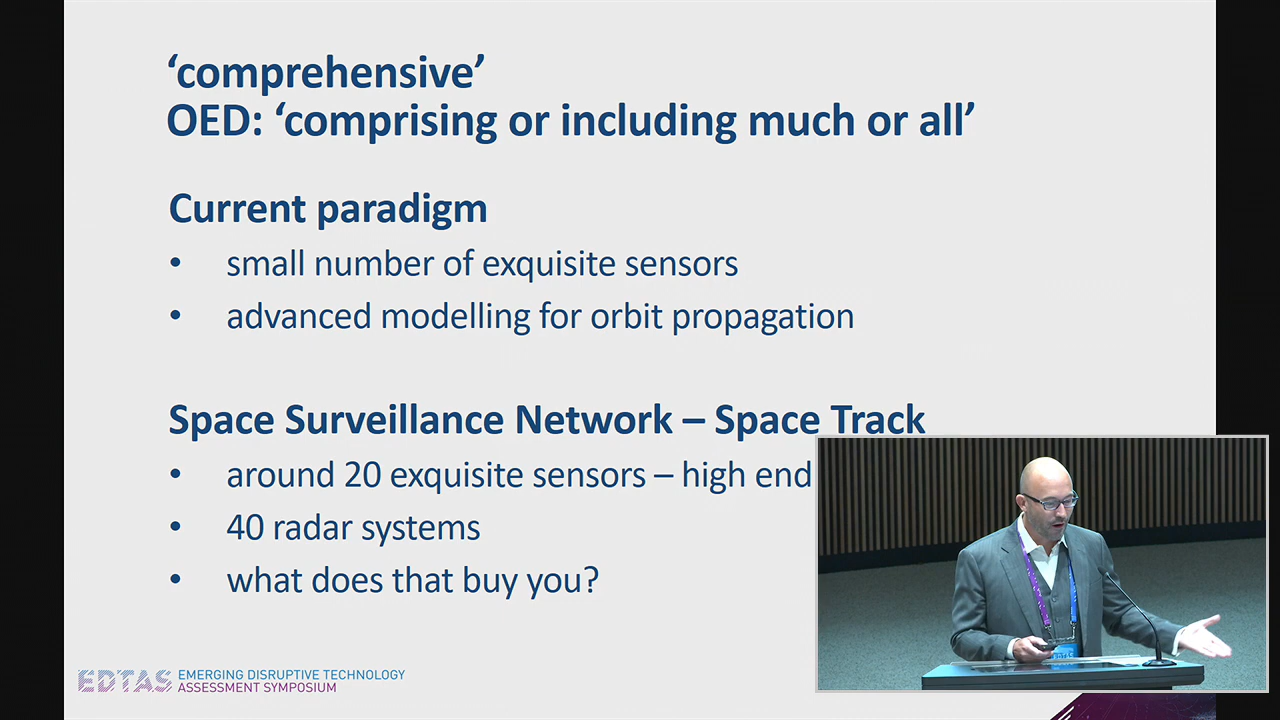 ‘comprehensive’
OED: ‘comprising or including much or all’
Current paradigm
• small number of exquisite sensors
• advanced modelling for orbit propagation
Space Surveillance Network – Space Track
• around 20 exquisite sensors – high end
• 40 radar systems
• what does that buy you?
EDTAS EMERGING DISRUPTIVE TECHNOLOGY
ASSESSMENT SYMPOSIUM
EDTAS